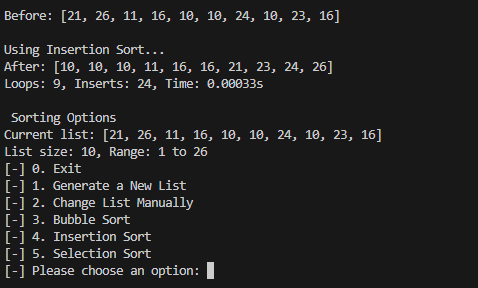 Before: [21, 26, 11, 16, 10, 10, 24, 10, 23, 16]
Using Insertion Sort...
After: [10, 10, 10, 11, 16, 16, 21, 23, 24, 26]
Loops: 9, Inserts: 24, Time: 0.00033s
Sorting Options
Current list: [21, 26, 11, 16, 10, 10, 24, 10, 23, 16]
List size: 10, Range: 1 to 26
[-] 0. Exit
[-] 1. Generate a New List
[-] 2. Change List Manually
[-] 3. Bubble Sort
[-] 4. Insertion Sort
[-] 5. Selection Sort
[-] Please choose an option: